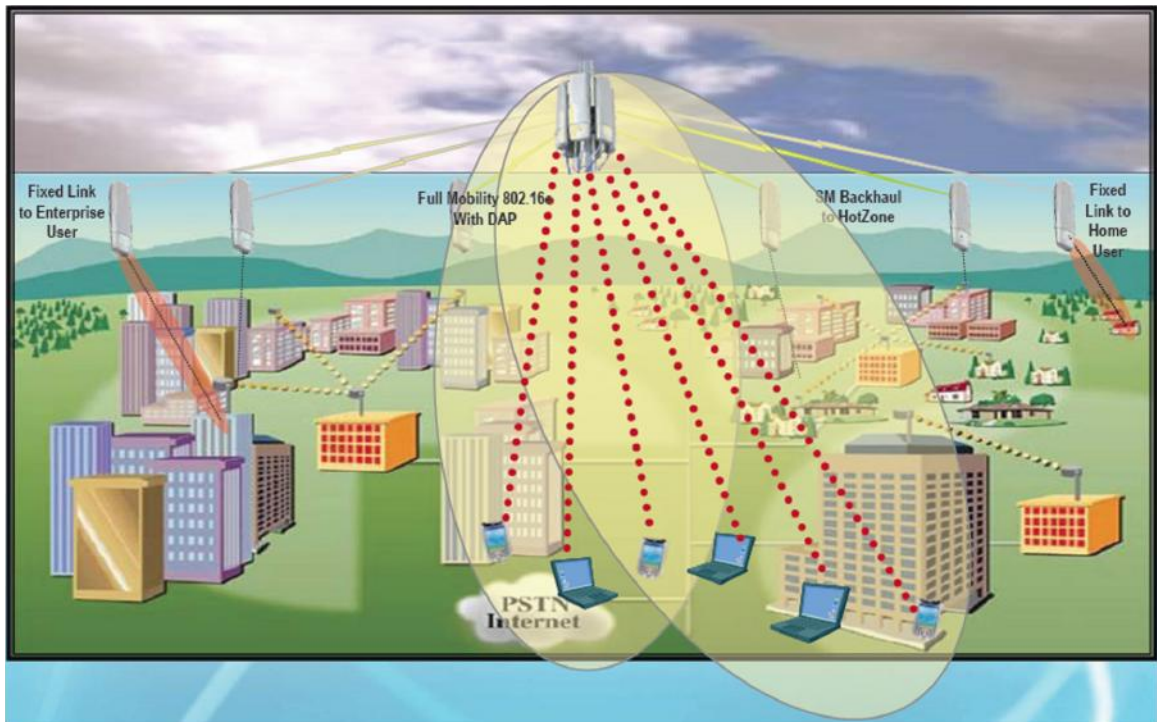 Fixed Link
to Enterprise
User
Full Mobility 802.16e
With DAP
SM Backhaul
to HotZone
Fixed
Link to
Home
User
PSTN
Internet